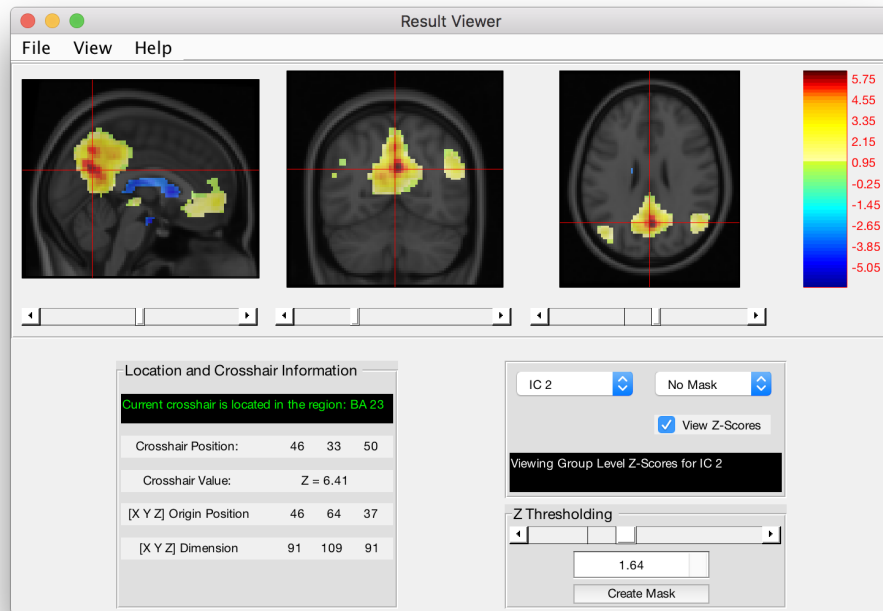 Result Viewer
File View Help
5.75
4.55
3.35
2.15
0.95
-0.25
-1.45
-2.65
-3.85
-5.05
Location and Crosshair Information
Current crosshair is located in the region: BA 23
Crosshair Position: 46 33 50
Crosshair Value: Z = 6.41
[X Y Z] Origin Position 46 64 37
[X Y Z] Dimension 91 109 91
IC 2 No Mask
View Z-Scores
Viewing Group Level Z-Scores for IC 2
Z Thresholding
1.64
Create Mask